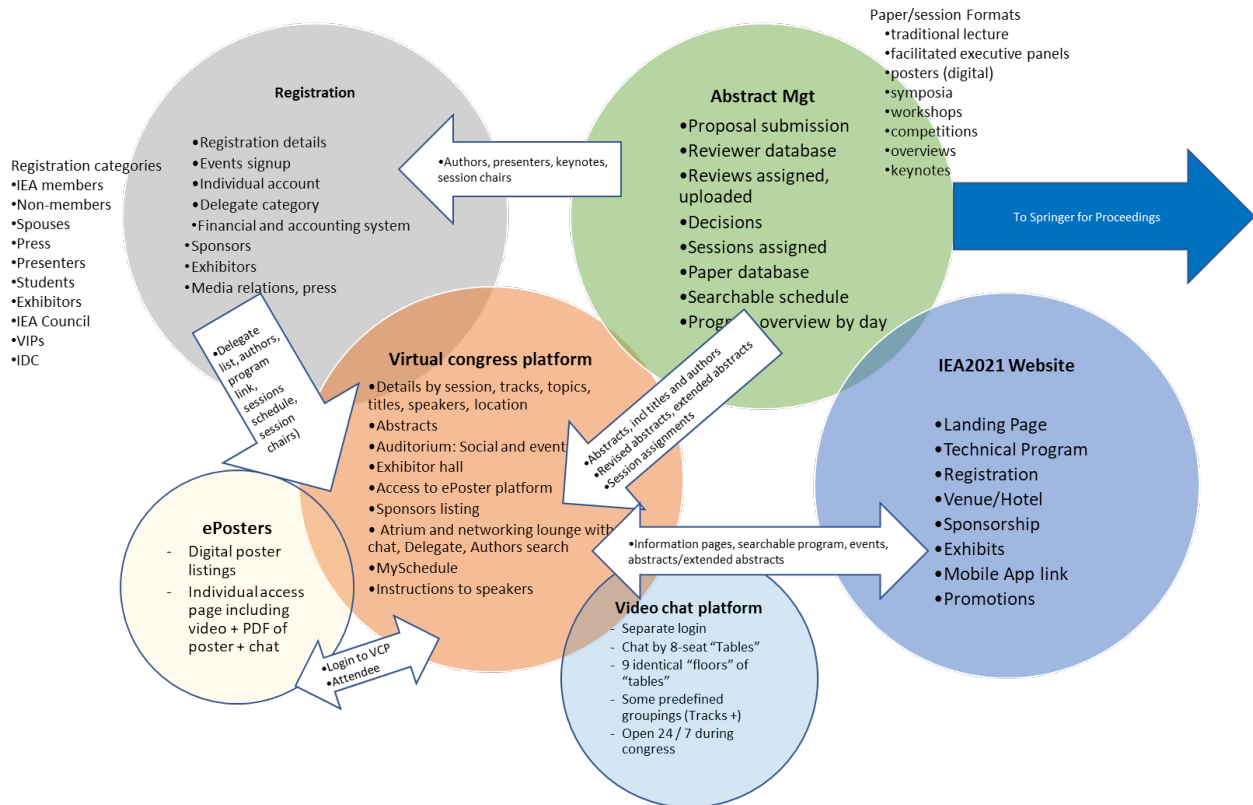 Paper/session Formats
•traditional lecture
•facilitated executive panels
•posters (digital)
•symposia
•workshops
•competitions
•overviews
•keynotes
Registration
•Registration details
•Events signup
•Individual account
•Delegate category
•Financial and accounting system
•Sponsors
•Exhibitors
•Media relations, press
Registration categories
•IEA members
•Non-members
•Spouses
•Press
•Presenters
•Students
•Exhibitors
•IEA Council
•VIPs
•IDC
•Authors, presenters, keynotes,
session chairs
Abstract Mgt
•Proposal submission
•Reviewer database
•Reviews assigned,
uploaded
•Decisions
•Sessions assigned
•Paper database
•Searchable schedule
overview by day
To Springer for Proceedings
•Delegate
list, authors,
program
link,
sessions
schedule,
session
chairs)
Virtual congress platform
•Details by session, tracks, topics,
titles, speakers, location
•Abstracts
•Auditorium: Social and event
•Exhibitor hall
•Access to ePoster platform
•Sponsors listing
•Atrium and networking lounge with
chat, Delegate, Authors search
•MySchedule
•Instructions to speakers
•Abstracts, incl titles and authors
•Revised abstracts, extended abstracts
•Session assignments
IEA2021 Website
•Landing Page
•Technical Program
•Registration
•Venue/Hotel
•Sponsorship
•Exhibits
•Mobile App link
•Promotions
•Information pages, searchable program, events,
abstracts/extended abstracts
ePosters
- Digital poster
listings
- Individual access
page including
video + PDF of
poster + chat
•Login to VCP
•Attendee
Video chat platform
- Separate login
- Chat by 8-seat “Tables”
- 9 identical “floors” of
“tables”
- Some predefined
groupings (Tracks +)
- Open 24 / 7 during
congress